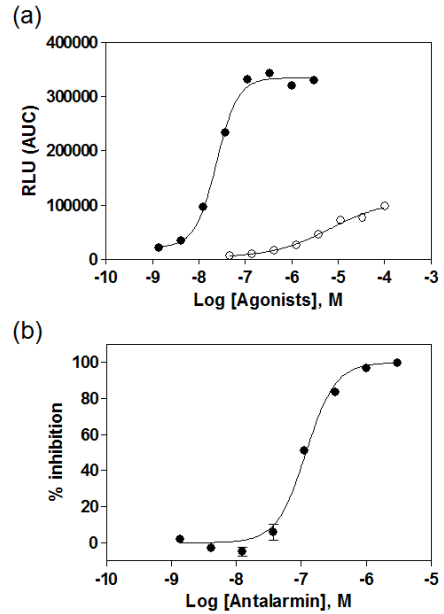 (a)
400000
300000
200000
100000
0
RLU (AUC)
-10 -9 -8 -7 -6 -5 -4 -3
Log [Agonists], M
(b)
100
80
60
40
20
0
% inhibition
-10 -9 -8 -7 -6 -5
Log [Antalarmin], M